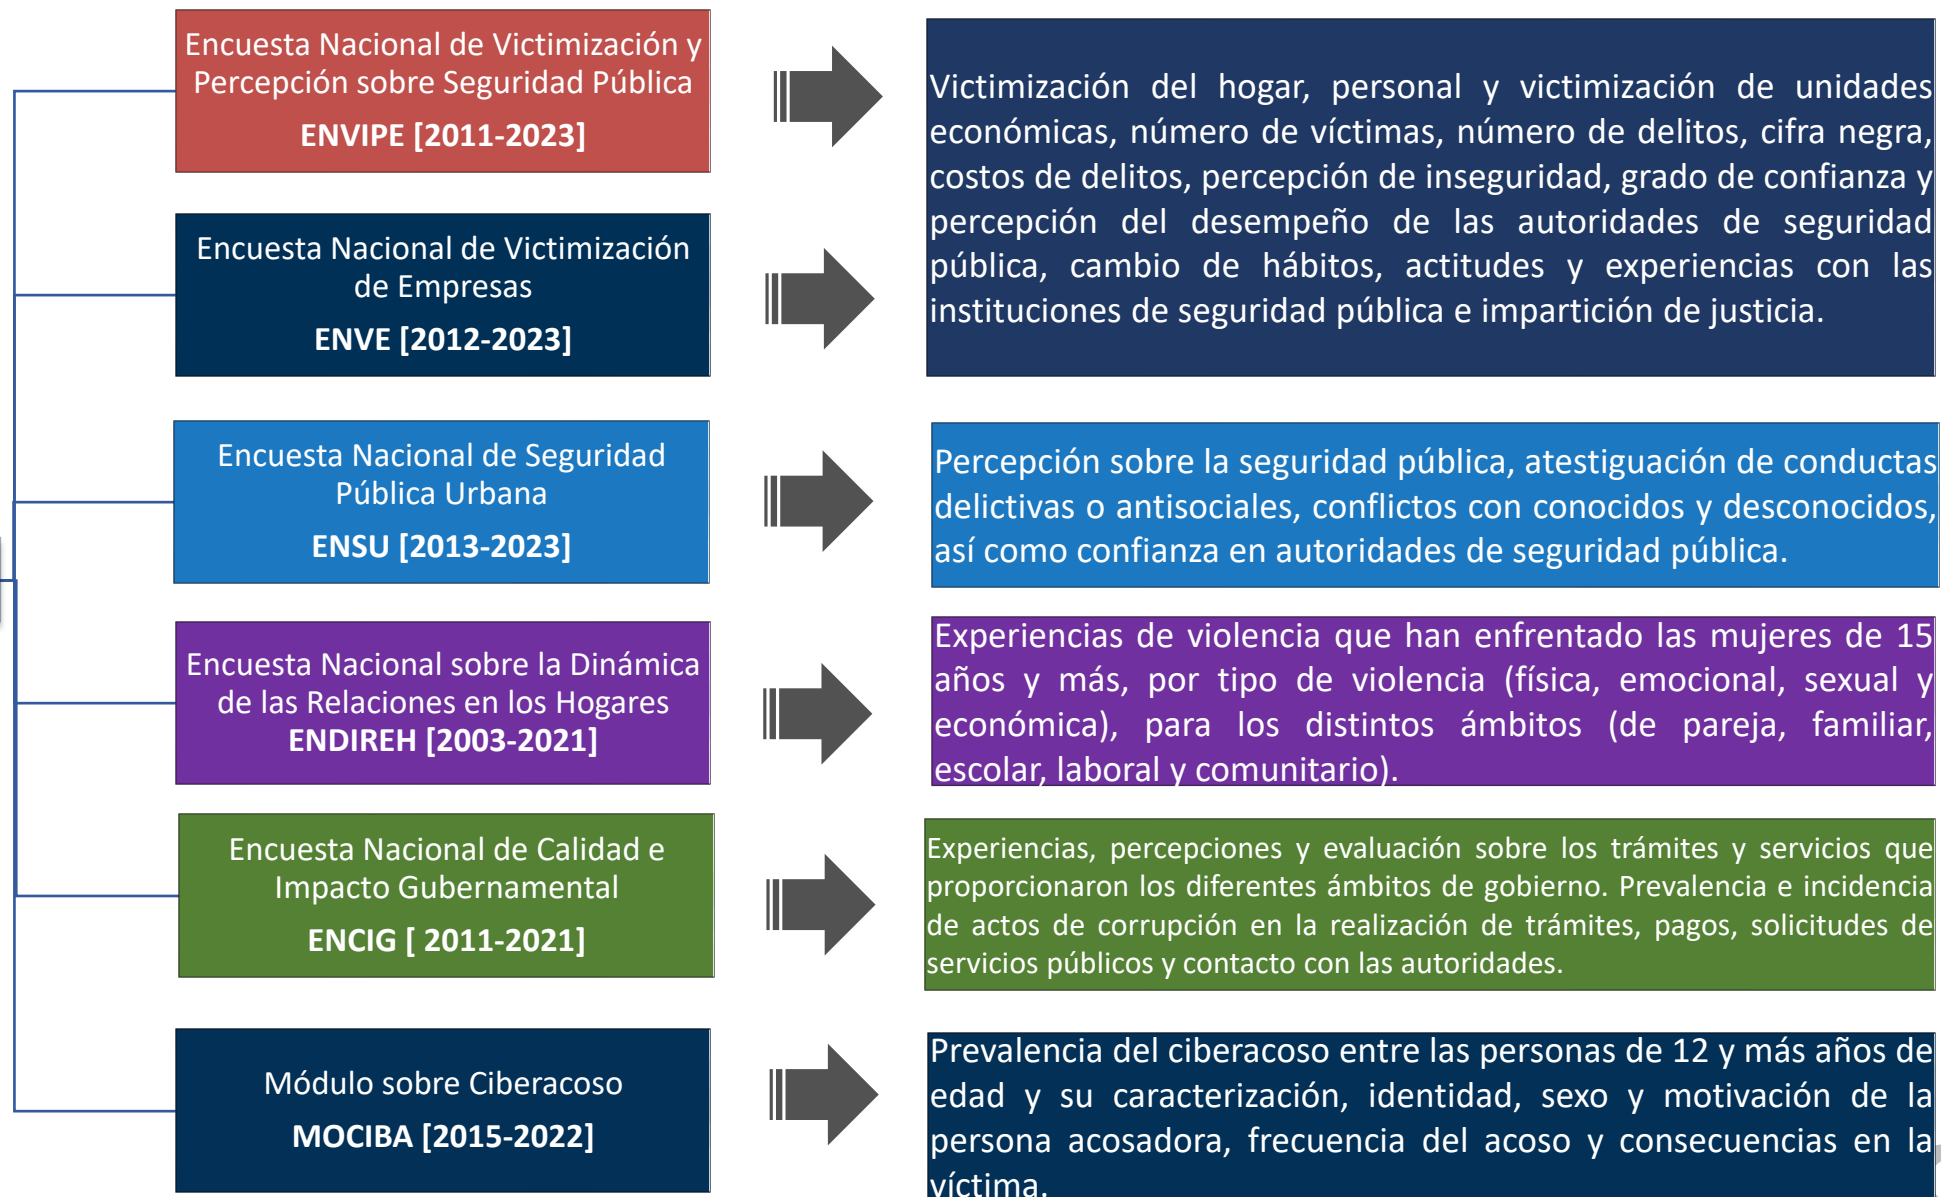 Encuesta Nacional de Victimización y
Percepción sobre Seguridad Pública
ENVIPE [2011-2023]
Encuesta Nacional de Victimización
de Empresas
ENVE [2012-2023]
Victimización del hogar, personal y victimización de unidades
económicas, número de víctimas, número de delitos, cifra negra,
costos de delitos, percepción de inseguridad, grado de confianza y
percepción del desempeño de las autoridades de seguridad
pública, cambio de hábitos, actitudes y experiencias con las
instituciones de seguridad pública e impartición de justicia.
Encuesta Nacional de Seguridad
Pública Urbana
ENSU [2013-2023]
Percepción sobre la seguridad pública, atestiguación de conductas
delictivas o antisociales, conflictos con conocidos y desconocidos,
así como confianza en autoridades de seguridad pública.
Encuesta Nacional sobre la Dinámica
de las Relaciones en los Hogares
ENDIREH [2003-2021]
Experiencias de violencia que han enfrentado las mujeres de 15
años y más, por tipo de violencia (física, emocional, sexual y
económica), para los distintos ámbitos (de pareja, familiar,
escolar, laboral y comunitario).
Encuesta Nacional de Calidad e
Impacto Gubernamental
ENCIG [ 2011-2021]
Experiencias, percepciones y evaluación sobre los trámites y servicios que
proporcionaron los diferentes ámbitos de gobierno. Prevalencia e incidencia
de actos de corrupción en la realización de trámites, pagos, solicitudes de
servicios públicos y contacto con las autoridades.
Módulo sobre Ciberacoso
MOCIBA [2015-2022]
Prevalencia del ciberacoso entre las personas de 12 y más años de
edad y su caracterización, identidad, sexo y motivación de la
persona acosadora, frecuencia del acoso y consecuencias en la
víctima.